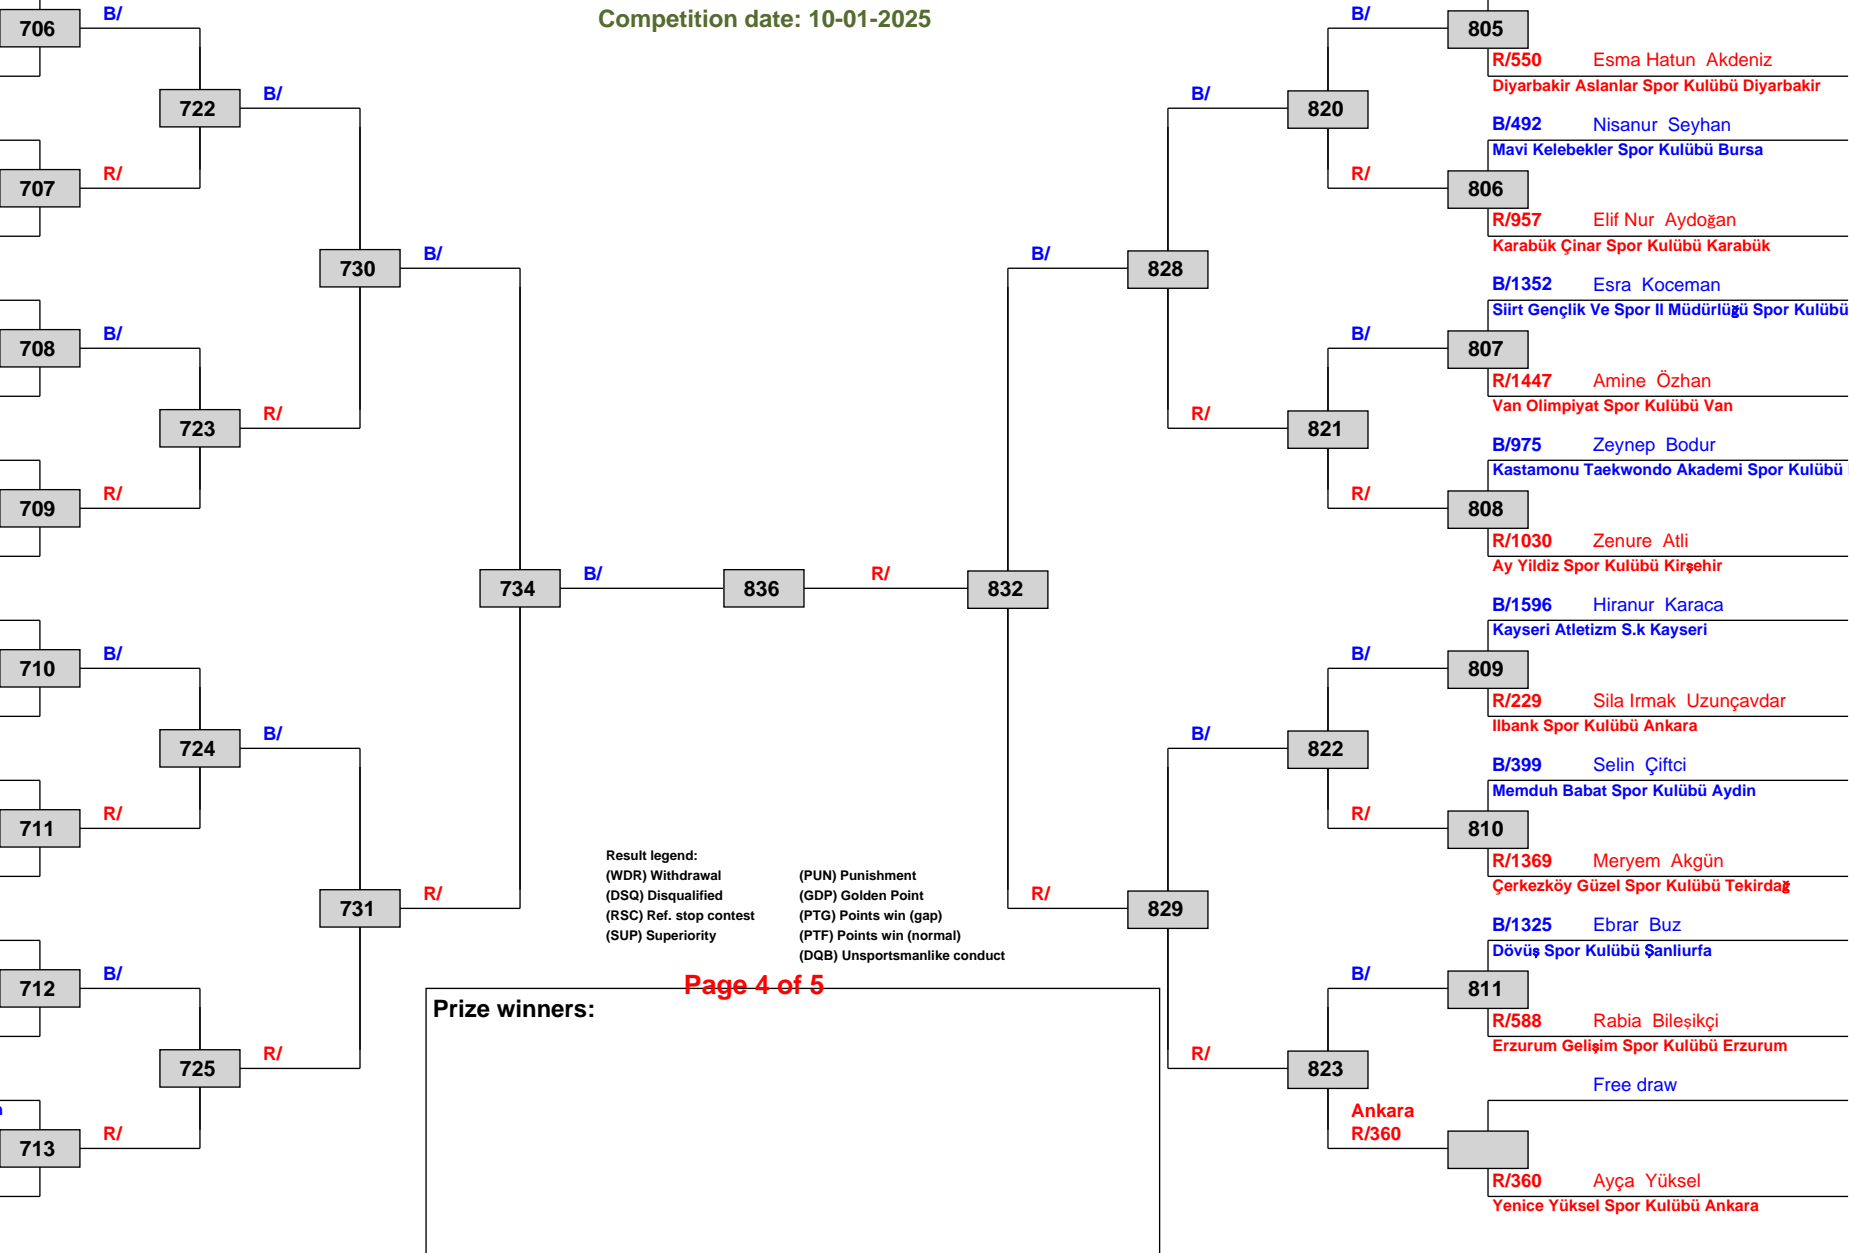 Competition date: 10-01-2025
706
B/
722
B/
707
R/
730
B/
708
B/
723
R/
709
R/
734
B/
836
R/
832
710
B/
724
B/
711
R/
731
R/
712
B/
725
R/
713
R/
B/
828
B/
820
B/
805
R/550 Esma Hatun Akdeniz
Diyarbakir Aslanlar Spor Kulübü Diyarbakir
B/492 Nisanur Seyhan
Mavi Kelebekler Spor Kulübü Bursa
R/
806
R/957 Elif Nur Aydoğan
Karabük Çinar Spor Kulübü Karabük
B/1352 Esra Koceman
Siirt Gençlik Ve Spor Il Müdürlüğü Spor Kulübü
R/
821
B/
807
R/1447 Amine Özhan
Van Olimpiyat Spor Kulübü Van
B/975 Zeynep Bodur
Kastamonu Taekwondo Akademi Spor Kulübü
R/
808
R/1030 Zenure Atli
Ay Yildiz Spor Kulübü Kirşehir
B/1596 Hiranur Karaca
Kayseri Atletizm S.k Kayseri
R/
829
B/
822
B/
809
R/229 Sila Irmak Uzunçavdar
Ilbank Spor Kulübü Ankara
B/399 Selin Çiftci
Memduh Babat Spor Kulübü Aydin
R/
810
R/1369 Meryem Akgün
Çerkezköy Güzel Spor Kulübü Tekirdağ
B/1325 Ebrar Buz
Dövüş Spor Kulübü Şanliurfa
R/
823
B/
811
R/588 Rabia Bileşikçi
Erzurum Gelişim Spor Kulübü Erzurum
Free draw
Ankara
R/360
R/360 Ayça Yüksel
Yenice Yüksel Spor Kulübü Ankara
Result legend:
(WDR) Withdrawal (PUN) Punishment
(DSQ) Disqualified (GDP) Golden Point
(RSC) Ref. stop contest (PTG) Points win (gap)
(SUP) Superiority (PTF) Points win (normal)
(DQB) Unsportsmanlike conduct
Page 4 of 5
Prize winners: